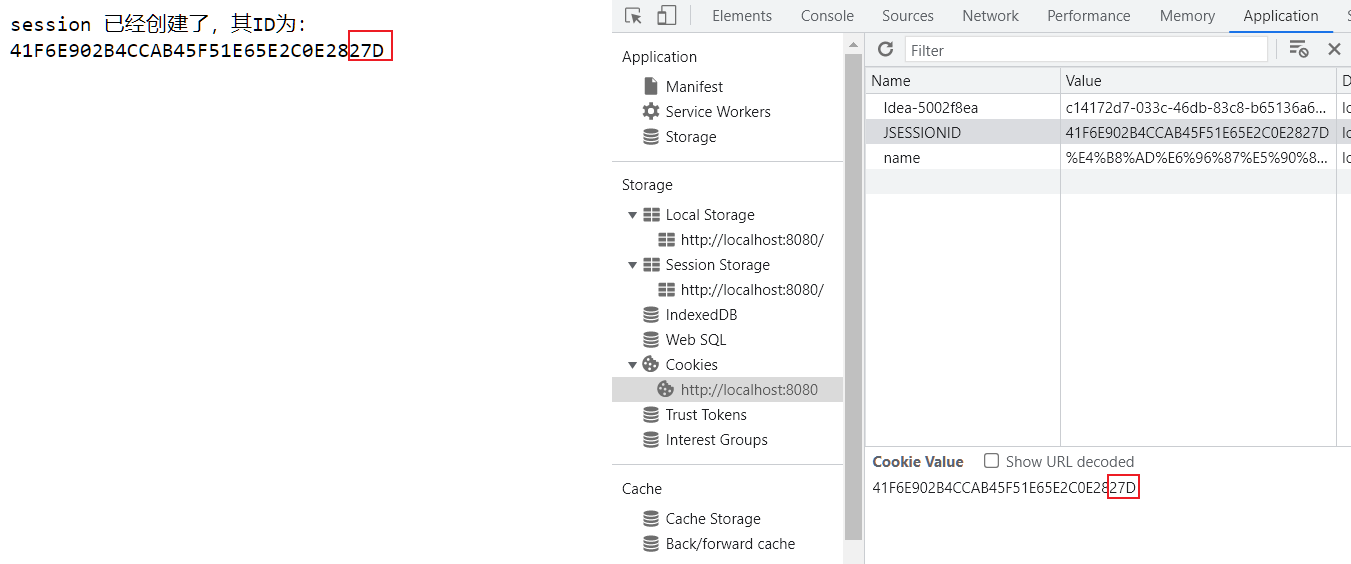 session 已经创建了，其ID为：
41F6E902B4CCAB45F51E65E2C0E2827D
Elements Console Sources Network Performance Memory Application
Application
Manifest
Service Workers
Storage
Storage
Local Storage
http://localhost:8080/
Session Storage
http://localhost:8080/
IndexedDB
Web SQL
Cookies
http://localhost:8080
Trust Tokens
Interest Groups
Cache
Cache Storage
Back/forward cache
Filter
Name Value D
Idea-5002f8ea c14172d7-033c-46db-83c8-b65136a6... lo
JSESSIONID 41F6E902B4CCAB45F51E65E2C0E2827D lo
name %E4%B8%AD%E6%96%87%E5%90%8... lo
Cookie Value Show URL decoded
41F6E902B4CCAB45F51E65E2C0E2827D